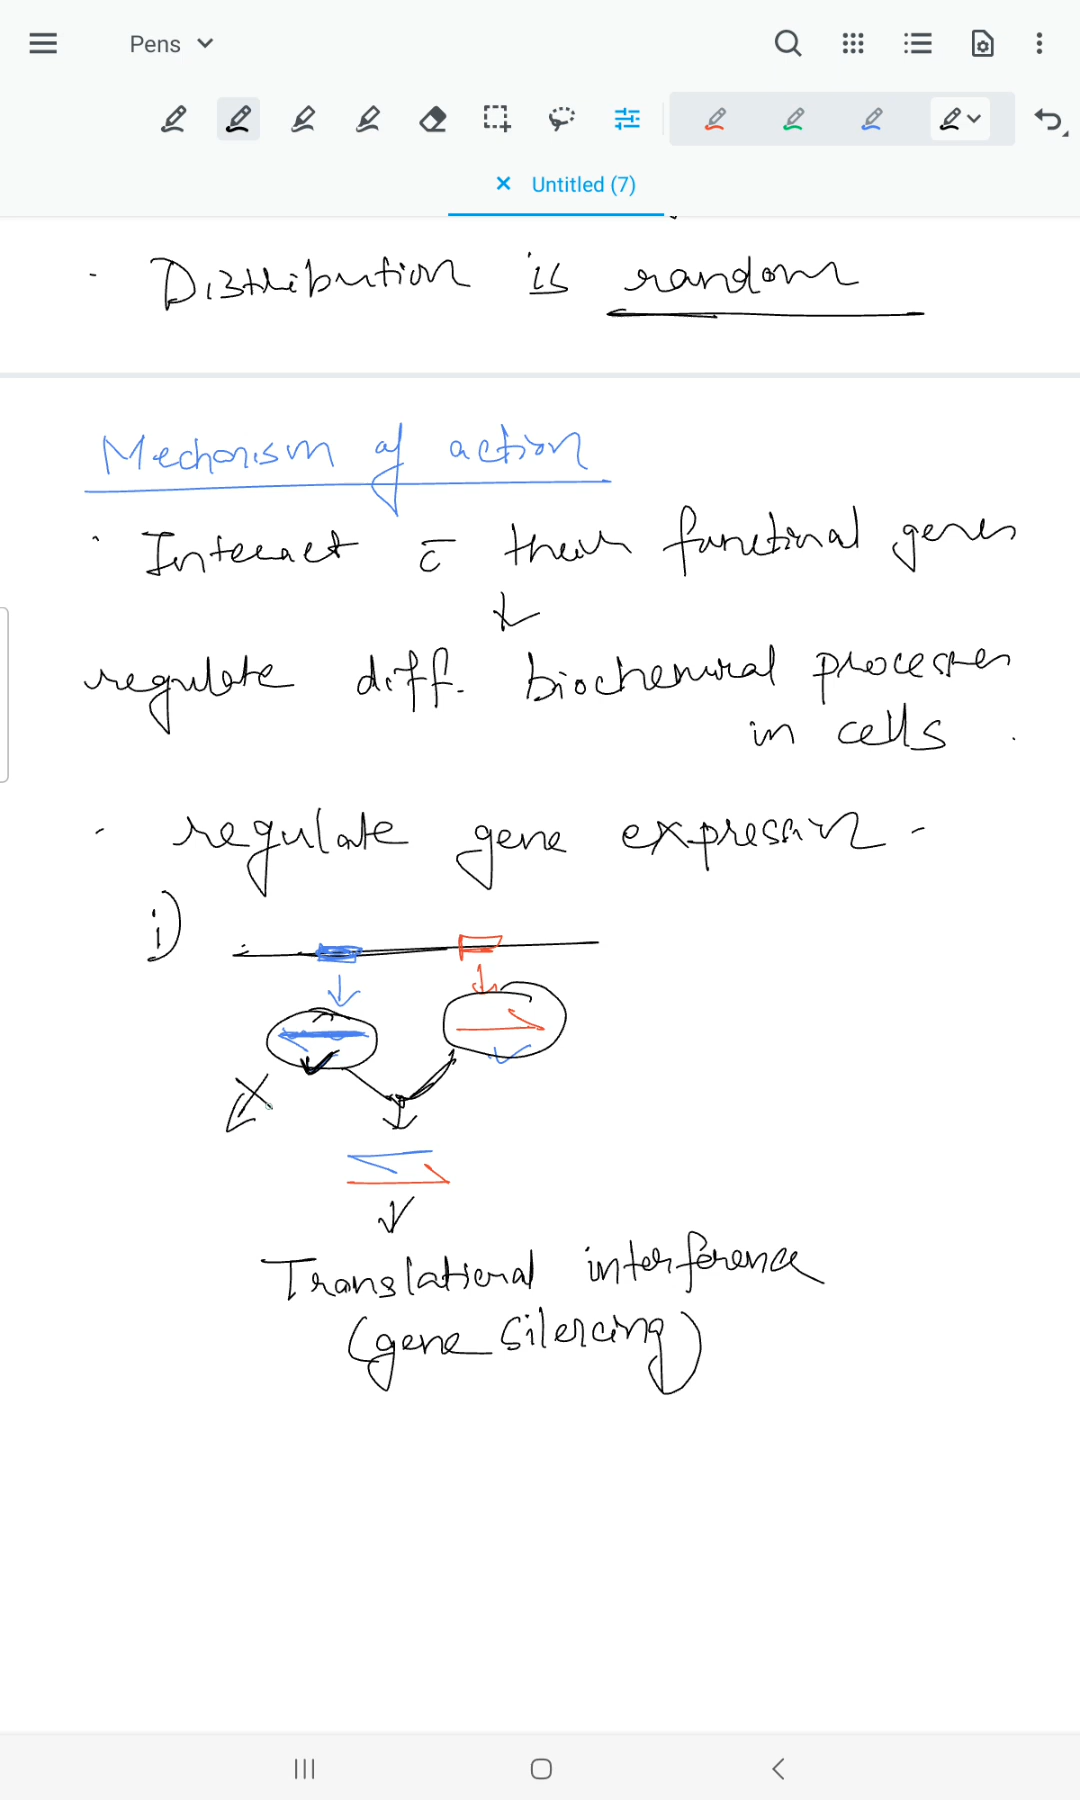 Pens
Untitled (7)
- Distribution is random
Mechanism of action
· Interact c̄ their functional genes
↓
regulate diff. biochemical processes
in cells .
- regulate gene expression -
i)
Translational interference
(gene silencing)